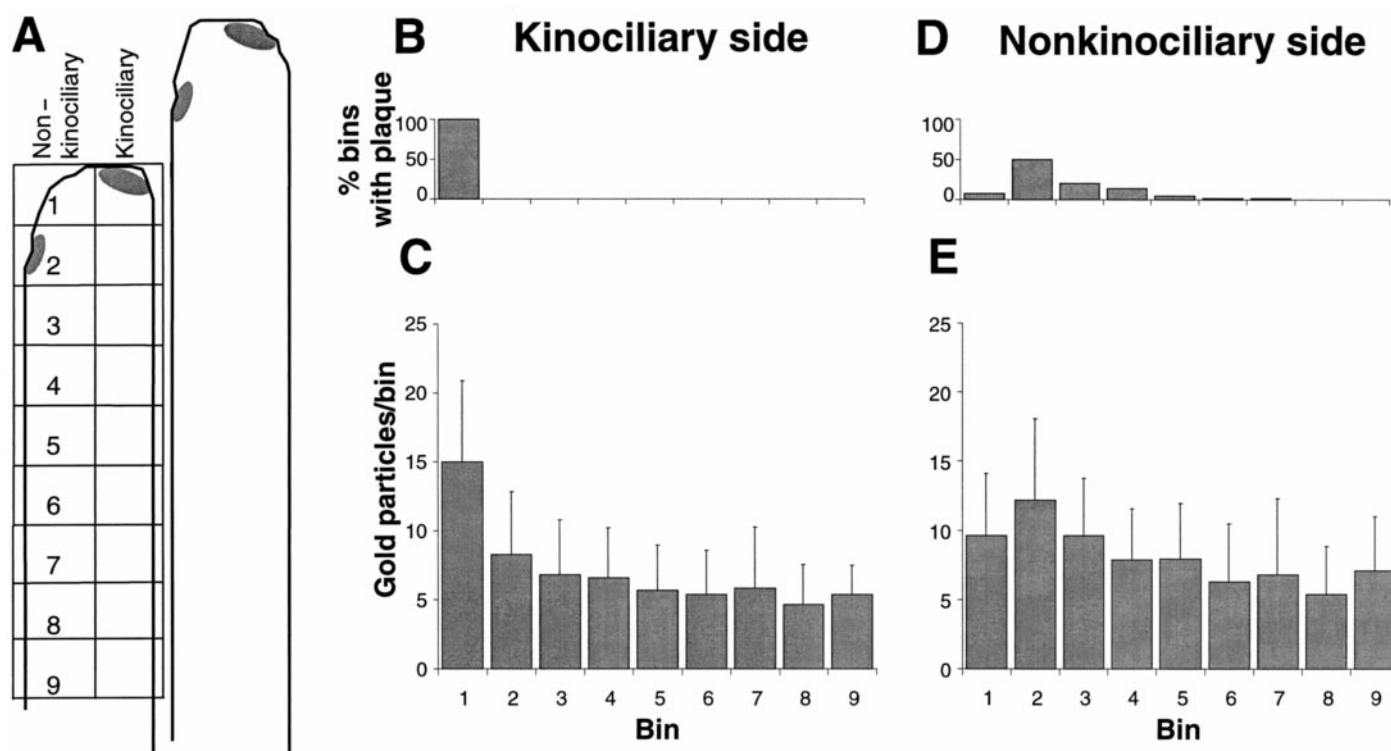 A
Non –
kinociliary
Kinociliary
1
2
3
4
5
6
7
8
9
B
Kinociliary side
% bins
with plaque
100
50
0
C
Gold particles/bin
25
20
15
10
5
0
1 2 3 4 5 6 7 8 9
Bin
D
Nonkinociliary side
100
50
0
E
25
20
15
10
5
0
1 2 3 4 5 6 7 8 9
Bin